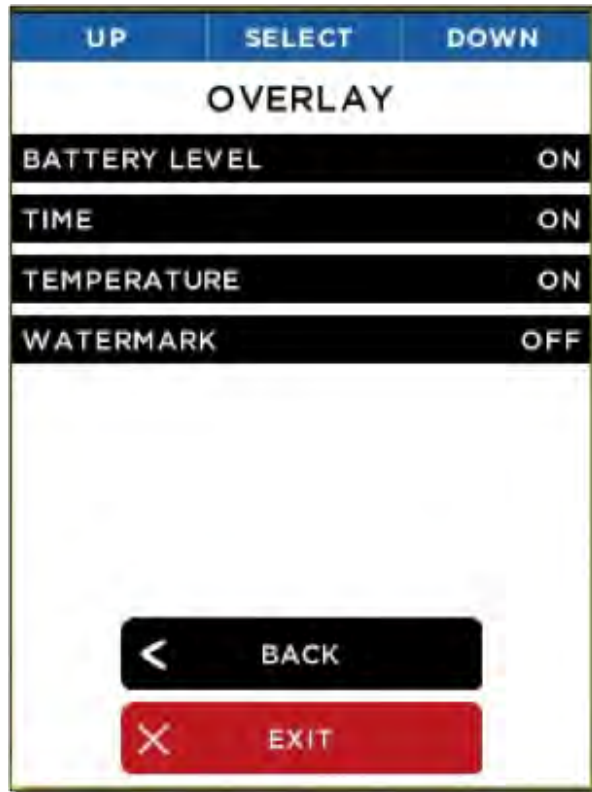 UP SELECT DOWN
OVERLAY
BATTERY LEVEL ON
TIME ON
TEMPERATURE ON
WATERMARK OFF
< BACK
X EXIT